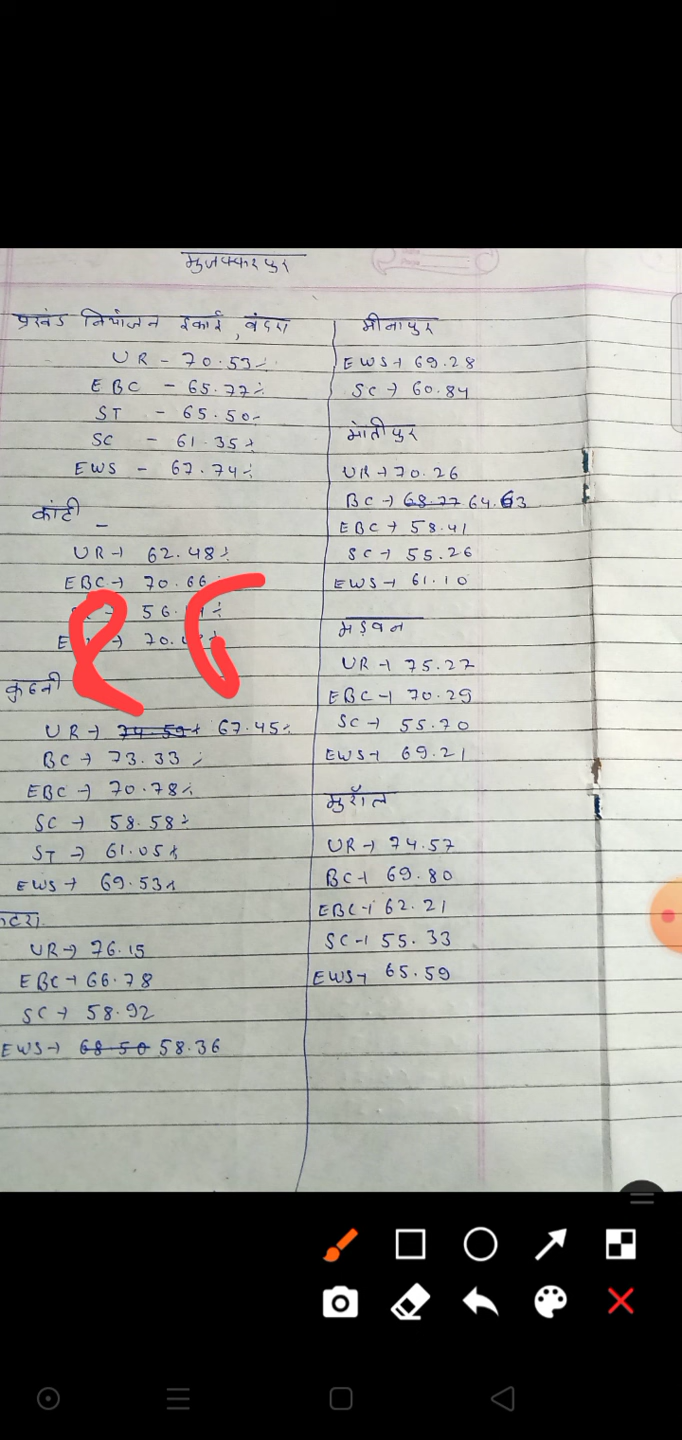 मुजफ्फरपुर
प्रखंड नियोजन इकाई, बंदरा
UR - 70.53%
EBC - 65.77%
ST - 65.50%
SC - 61.35%
EWS - 67.74%
कांटी -
UR → 62.48%
EBC → 70.66%
56.
70.
कुढनी
UR → 74.59% 67.45%
BC → 73.33%
EBC → 70.78%
SC → 58.58%
ST → 61.05%
EWS → 69.53%
कटरा
UR → 76.15
EBC → 66.78
SC → 58.92
EWS → 68.50 58.36
मीनापुर
EWS → 69.28
SC → 60.84
मोतीपुर
UR → 70.26
BC → 68.77 64.63
EBC → 58.41
SC → 55.26
EWS → 61.10
मड़वन
UR → 75.27
EBC → 70.29
SC → 55.70
EWS → 69.21
मुरौल
UR → 74.57
BC → 69.80
EBC → 62.21
SC → 55.33
EWS → 65.59